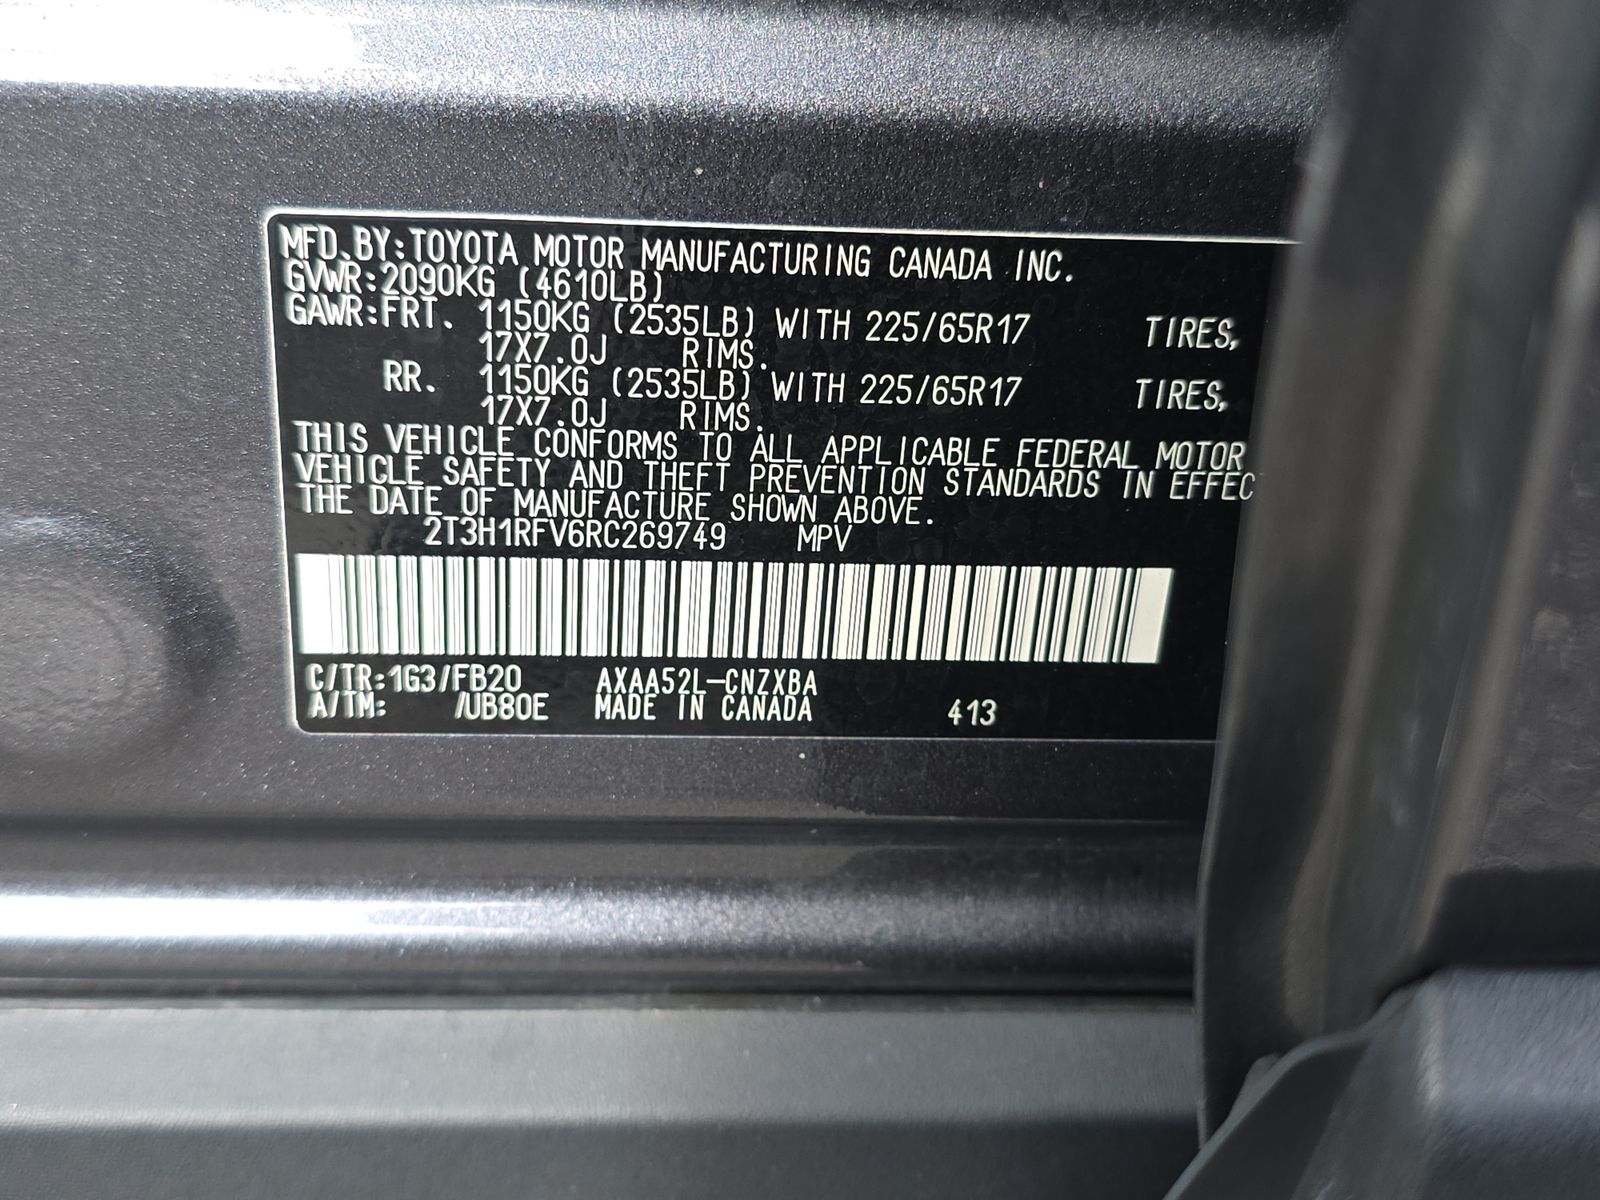 MFD.BY:TOYOTA MOTOR MANUFACTURING CANADA INC.
GVWR:2090KG (4610LB)
GAWR:FRT. 1150KG (2535LB) WITH 225/65R17 TIRES,
17X7.0J RIMS.
RR. 1150KG (2535LB) WITH 225/65R17 TIRES,
17X7.0J RIMS.
THIS VEHICLE CONFORMS TO ALL APPLICABLE FEDERAL MOTOR
VEHICLE SAFETY AND THEFT PREVENTION STANDARDS IN EFFEC
THE DATE OF MANUFACTURE SHOWN ABOVE.
2T3H1RFV6RC269749 MPV
C/TR:1G3/FB20 AXAA52L-CNZXBA
A/TM: /UB80E MADE IN CANADA 413